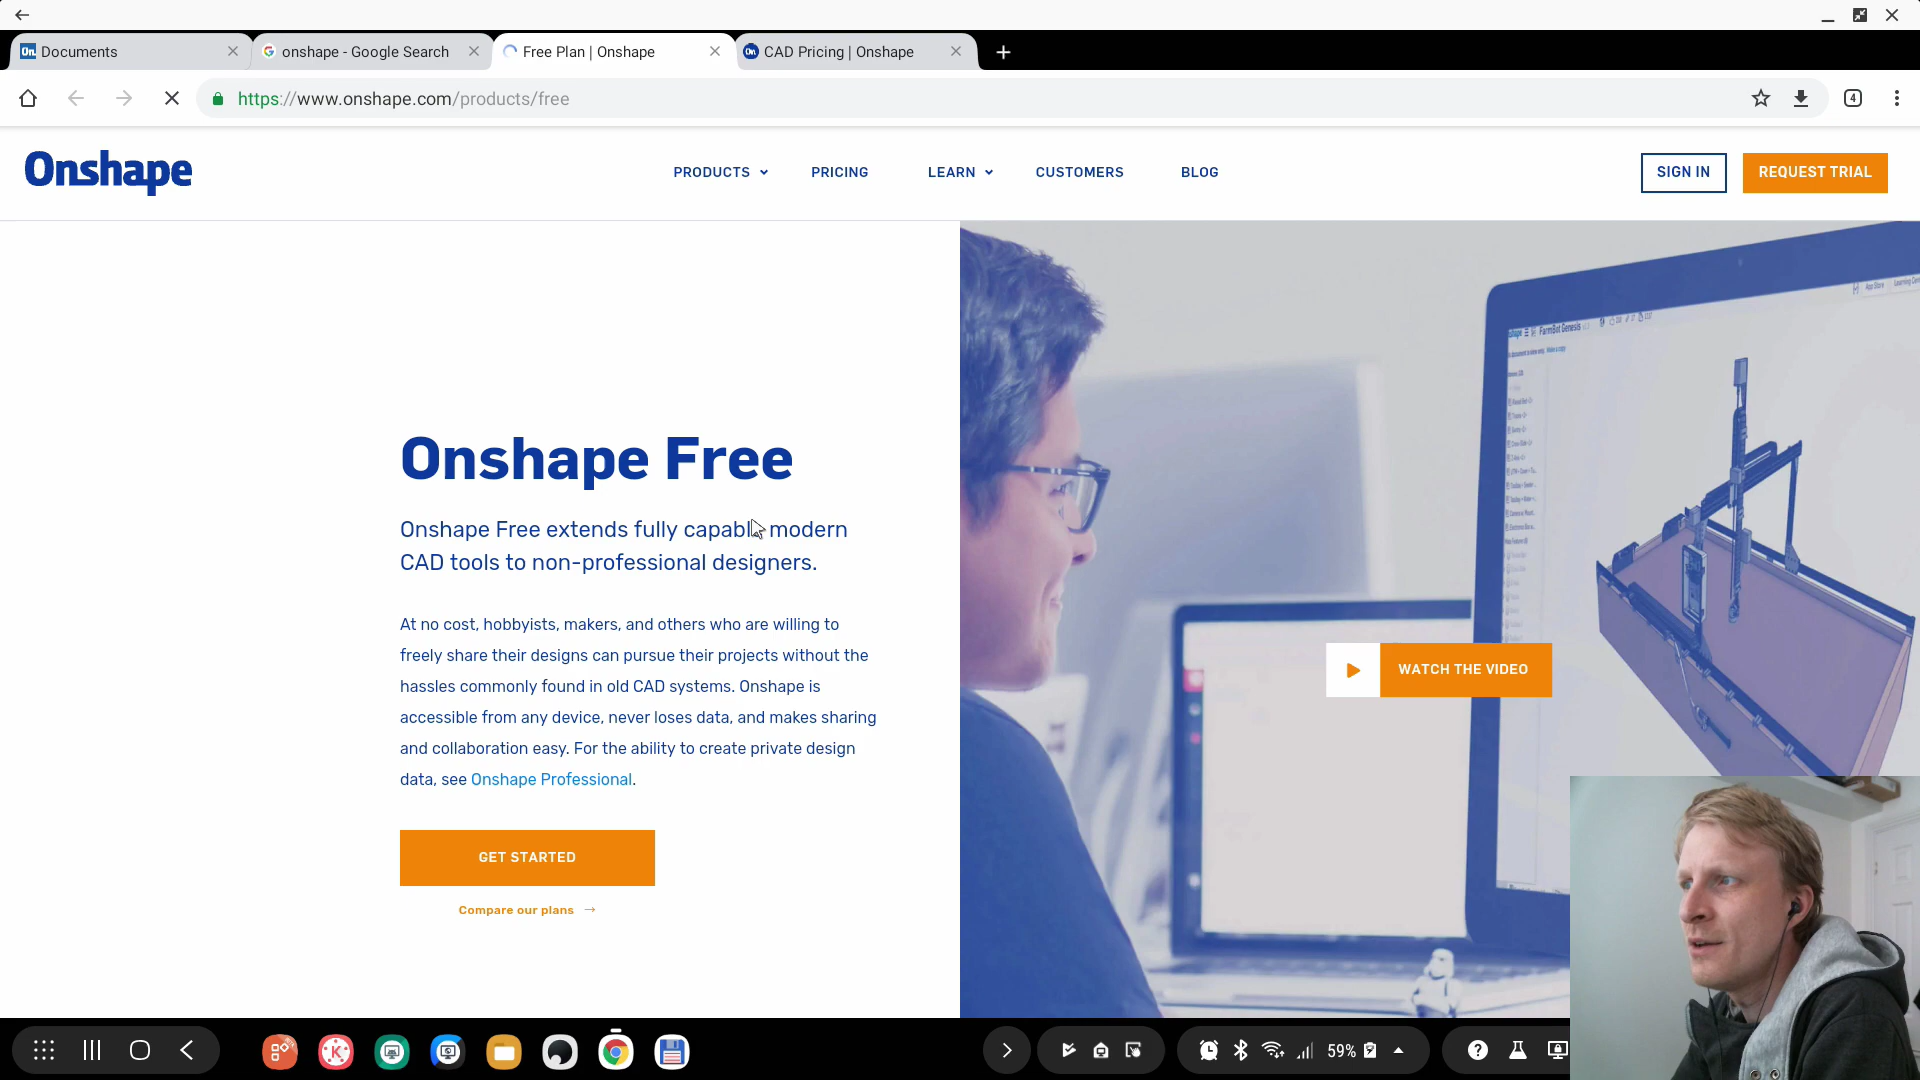 Documents
onshape - Google Search
Free Plan | Onshape
CAD Pricing | Onshape
https://www.onshape.com/products/free
4
Onshape
PRODUCTS
PRICING
LEARN
CUSTOMERS
BLOG
SIGN IN
REQUEST TRIAL
Onshape Free
Onshape Free extends fully capable modern
CAD tools to non-professional designers.
At no cost, hobbyists, makers, and others who are willing to
freely share their designs can pursue their projects without the
hassles commonly found in old CAD systems. Onshape is
accessible from any device, never loses data, and makes sharing
and collaboration easy. For the ability to create private design
data, see Onshape Professional.
GET STARTED
Compare our plans →
FarmBot Genesis
WATCH THE VIDEO
59%